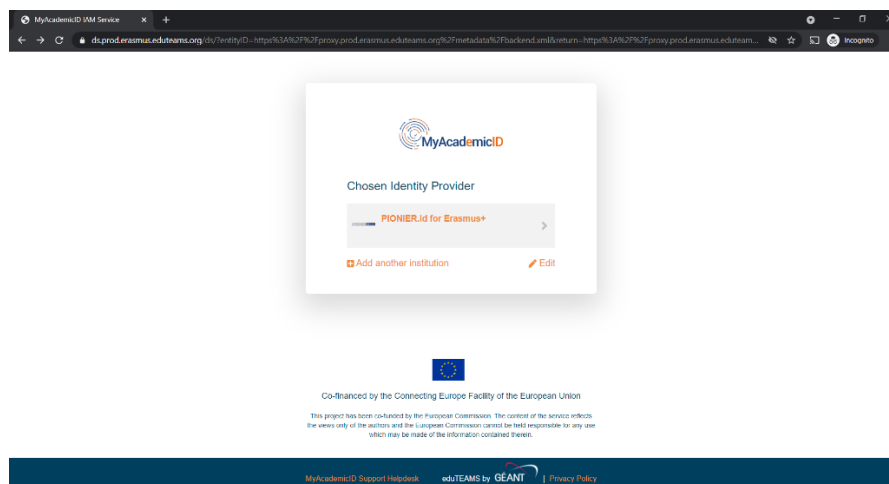 MyAcademicID IAM Service
ds.prod.erasmus.eduteams.org/ds/?entityID=https%3A%2F%2Fproxy.prod.erasmus.eduteams.org%2Fmetadata%2Fbackend.xml&return=https%3A%2F%2Fproxy.prod.erasmus.eduteam... Incognito
MyAcademicID
Chosen Identity Provider
PIONIER.Id for Erasmus+
Add another institution Edit
Co-financed by the Connecting Europe Facility of the European Union
This project has been co-funded by the European Commission. The content of the service reflects
the views only of the authors and the European Commission cannot be held responsible for any use
which may be made of the information contained therein.
MyAcademicID Support Helpdesk eduTEAMS by GÉANT | Privacy Policy